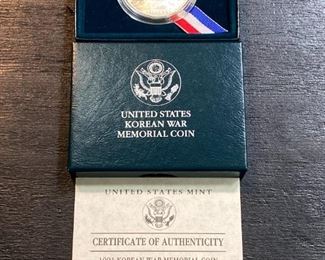 UNITED STATES
KOREAN WAR
MEMORIAL COIN
UNITED STATES MINT
CERTIFICATE OF AUTHENTICITY
1991 KOREAN WAR MEMORIAL COIN